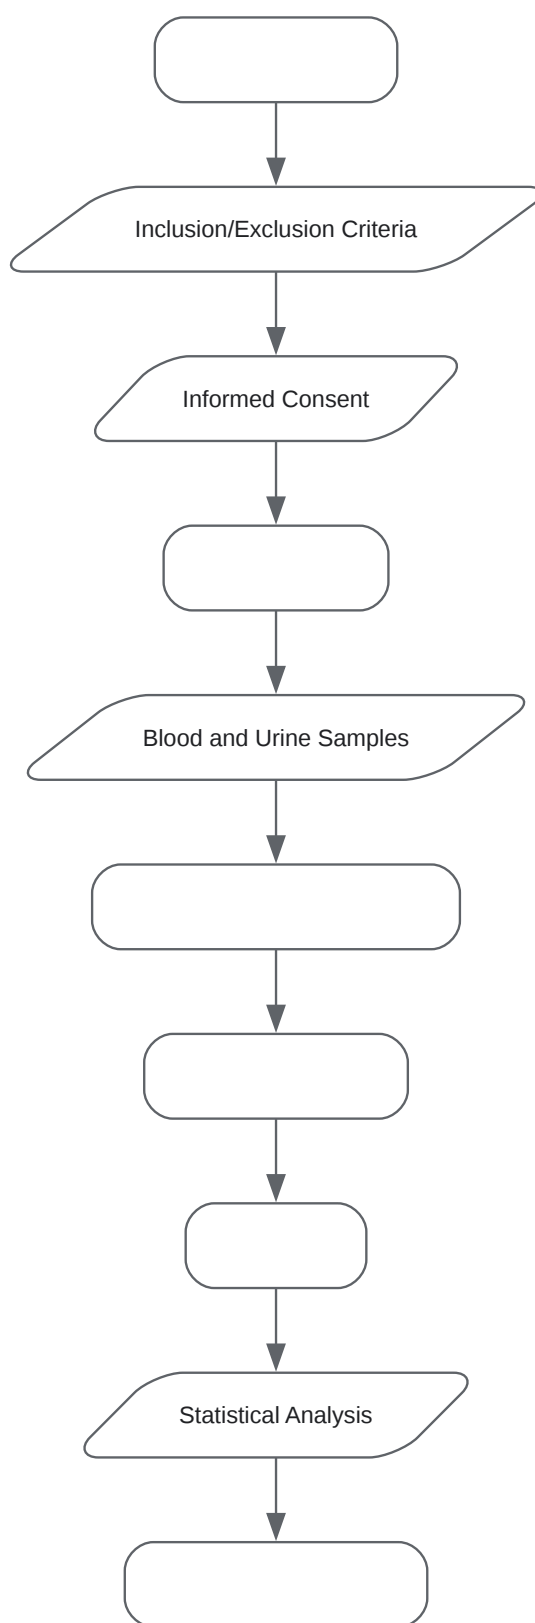 Inclusion/Exclusion Criteria
Informed Consent
Blood and Urine Samples
Statistical Analysis